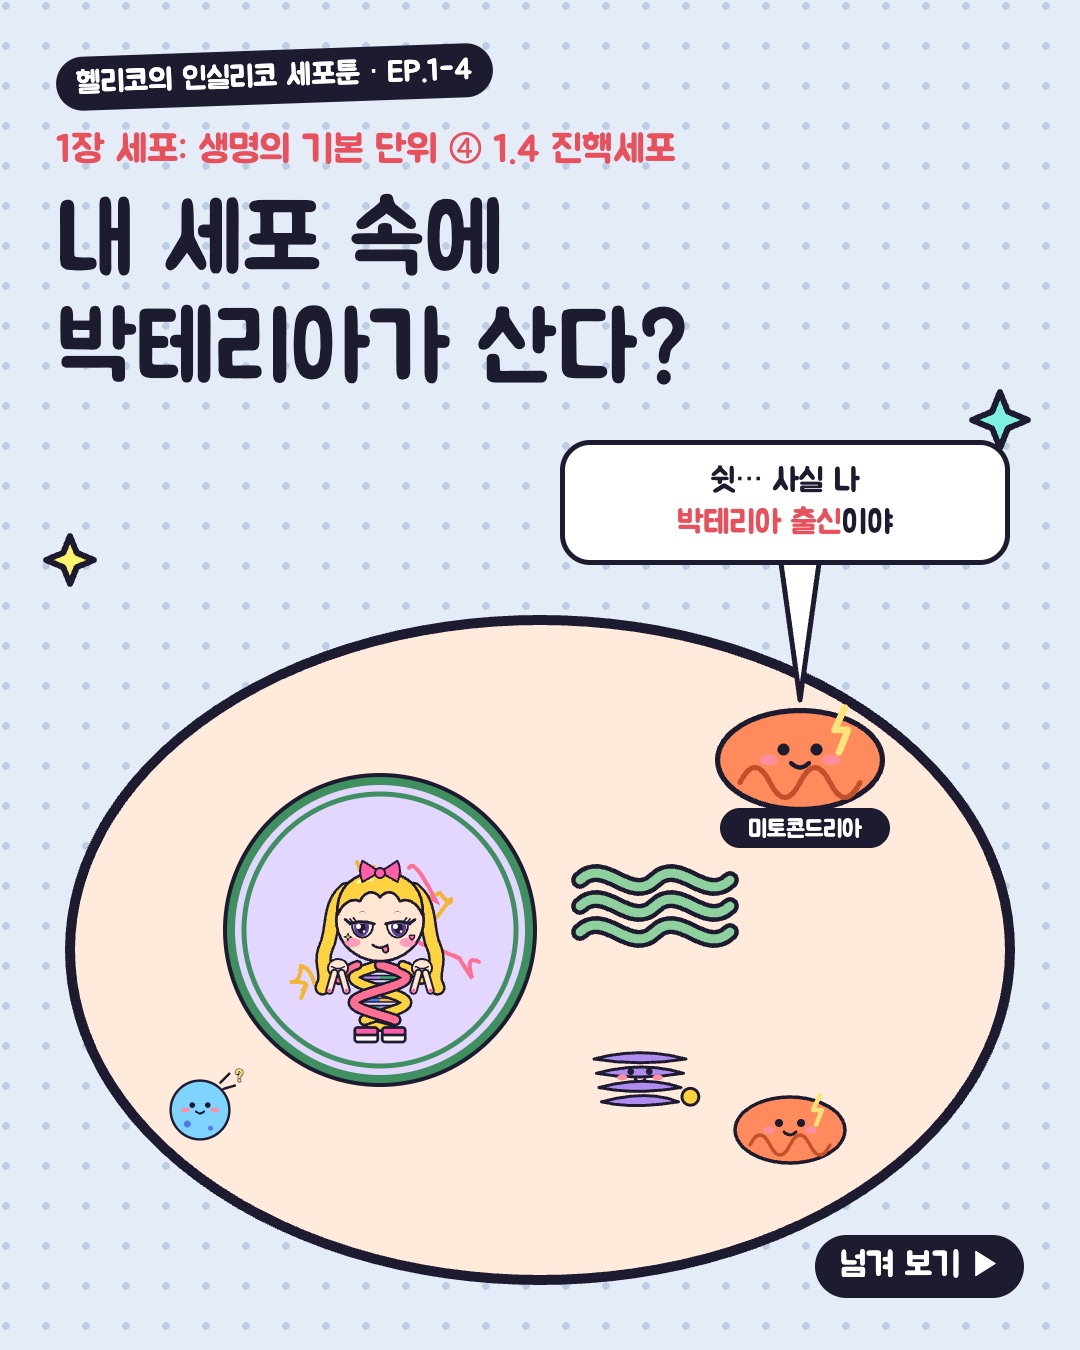 헬리코의 인실리코 세포툰 · EP.1-4
1장 세포: 생명의 기본 단위 ④ 1.4 진핵세포
내 세포 속에
박테리아가 산다?
쉿… 사실 나
박테리아 출신이야
미토콘드리아
?
넘겨 보기 ▶